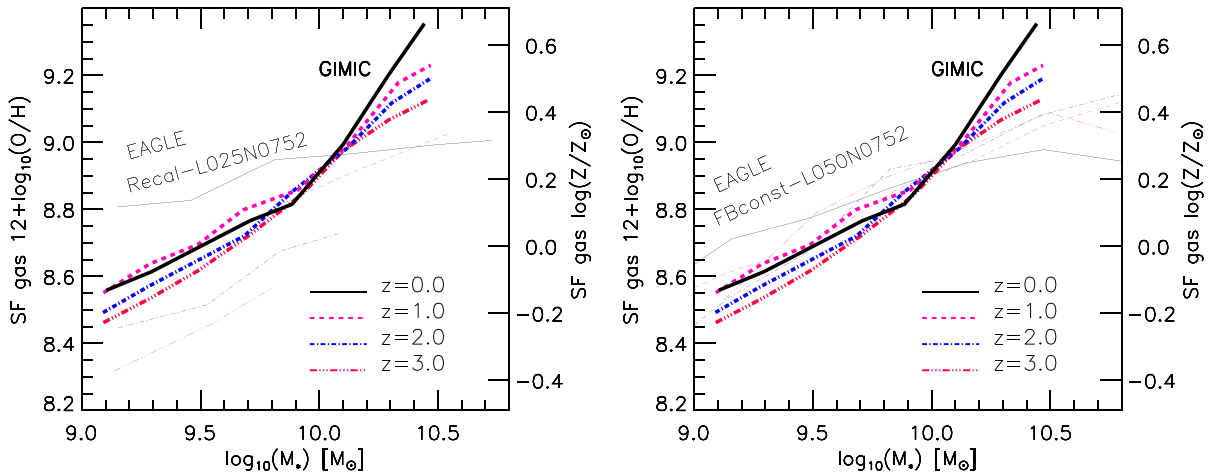 SF gas 12+log₁₀(O/H)
9.2
9.0
8.8
8.6
8.4
8.2
GIMIC
EAGLE
Recal-L025N0752
z=0.0
z=1.0
z=2.0
z=3.0
0.6
0.4
0.2
0.0
−0.2
−0.4
SF gas log(Z/Z⊙)
9.0 9.5 10.0 10.5
log₁₀(M*) [M⊙]
SF gas 12+log₁₀(O/H)
9.2
9.0
8.8
8.6
8.4
8.2
GIMIC
EAGLE
FBconst-L050N0752
z=0.0
z=1.0
z=2.0
z=3.0
0.6
0.4
0.2
0.0
−0.2
−0.4
SF gas log(Z/Z⊙)
9.0 9.5 10.0 10.5
log₁₀(M*) [M⊙]